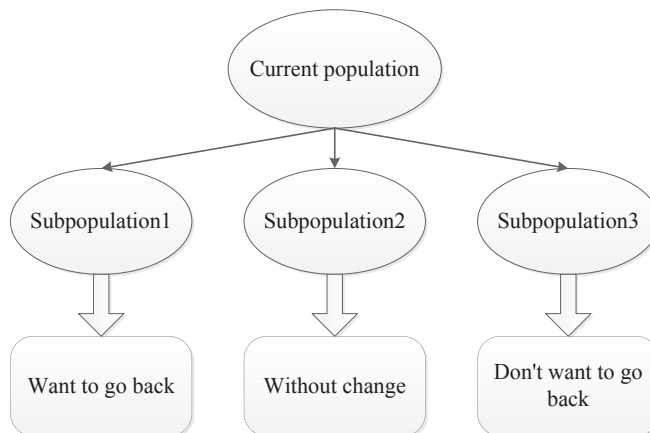 Current population
Subpopulation1
Subpopulation2
Subpopulation3
Want to go back
Without change
Don't want to go
back